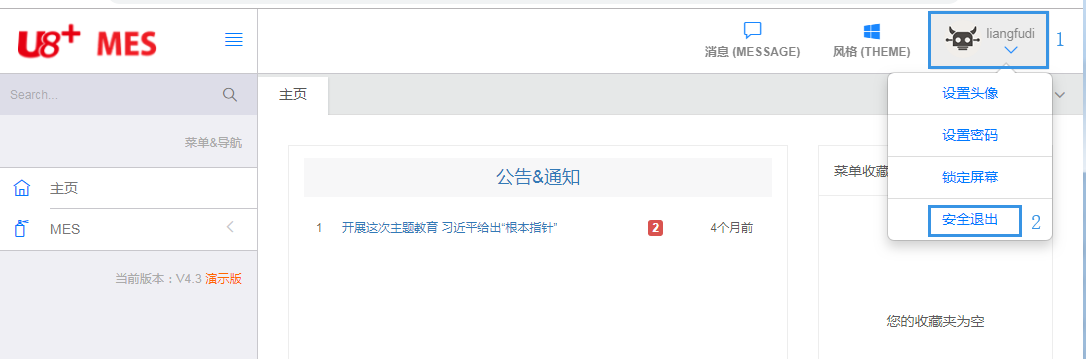 U8+ MES
消息 (MESSAGE)
风格 (THEME)
liangfudi
1
Search...
主页
设置头像
设置密码
锁定屏幕
安全退出
2
菜单&导航
主页
MES
当前版本：V4.3 演示版
公告&通知
1 开展这次主题教育 习近平给出“根本指针” 2 4个月前
菜单收藏
您的收藏夹为空